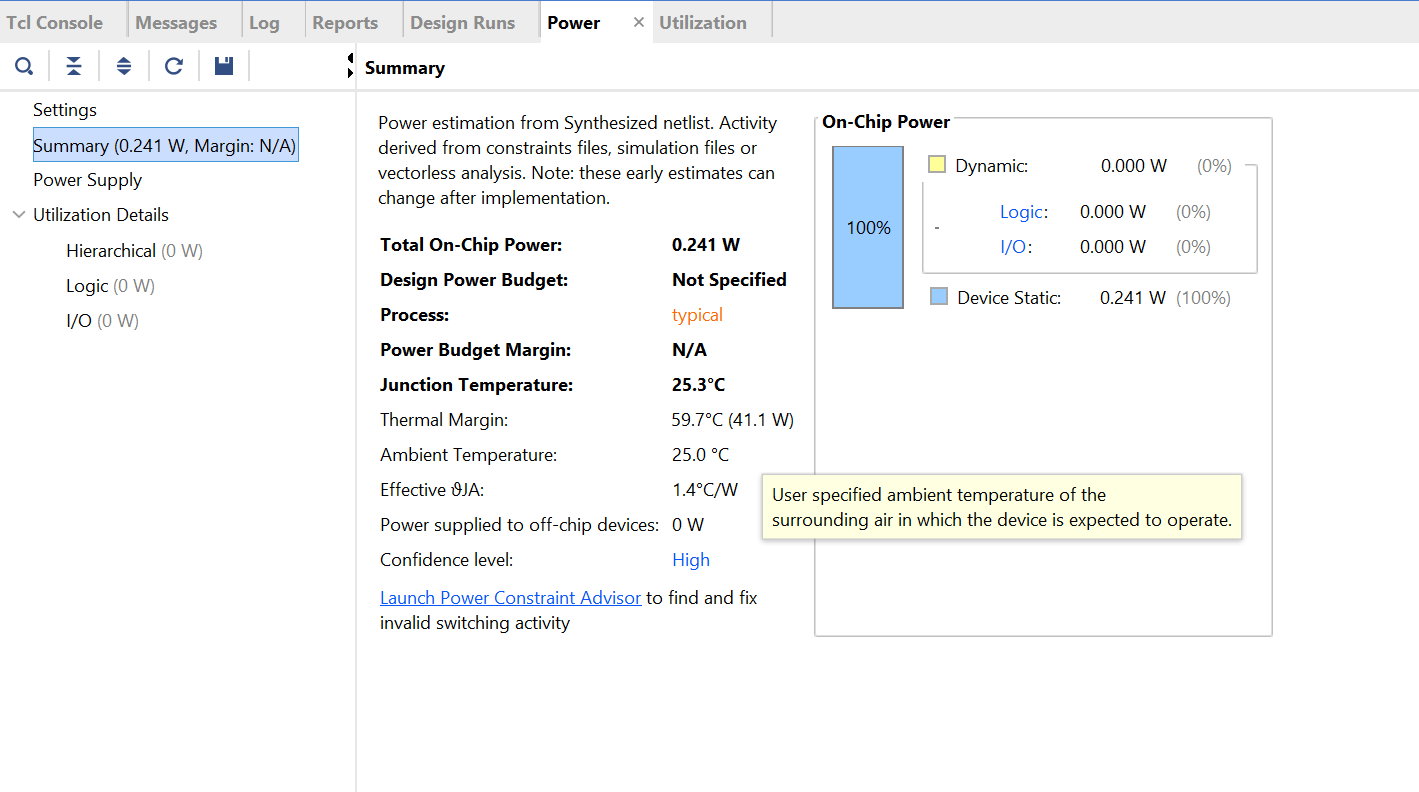 Tcl Console Messages Log Reports Design Runs Power × Utilization
Summary
Settings
Summary (0.241 W, Margin: N/A)
Power Supply
Utilization Details
Hierarchical (0 W)
Logic (0 W)
I/O (0 W)
Power estimation from Synthesized netlist. Activity
derived from constraints files, simulation files or
vectorless analysis. Note: these early estimates can
change after implementation.
Total On-Chip Power: 0.241 W
Design Power Budget: Not Specified
Process: typical
Power Budget Margin: N/A
Junction Temperature: 25.3°C
Thermal Margin: 59.7°C (41.1 W)
Ambient Temperature: 25.0 °C
Effective ϑJA: 1.4°C/W
Power supplied to off-chip devices: 0 W
Confidence level: High
Launch Power Constraint Advisor to find and fix
invalid switching activity
On-Chip Power
100%
Dynamic: 0.000 W (0%)
Logic: 0.000 W (0%)
-
I/O: 0.000 W (0%)
Device Static: 0.241 W (100%)
User specified ambient temperature of the
surrounding air in which the device is expected to operate.